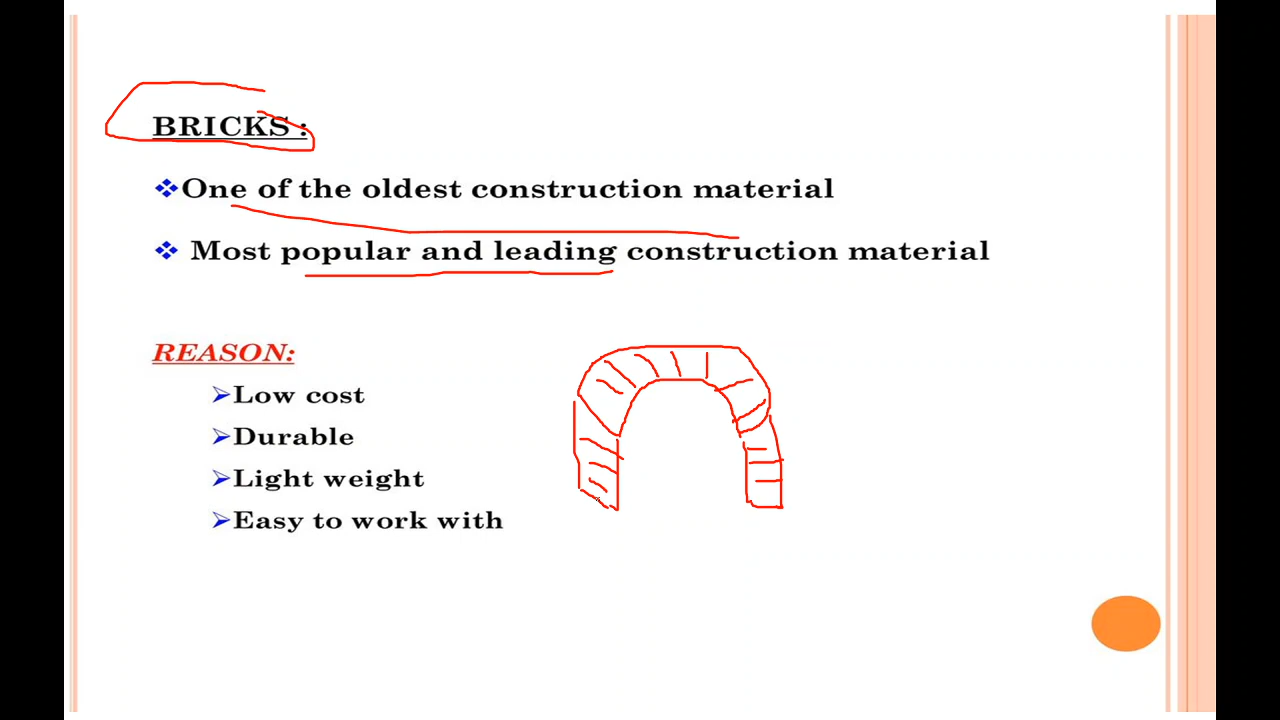 BRICKS :
One of the oldest construction material
Most popular and leading construction material
REASON:
Low cost
Durable
Light weight
Easy to work with